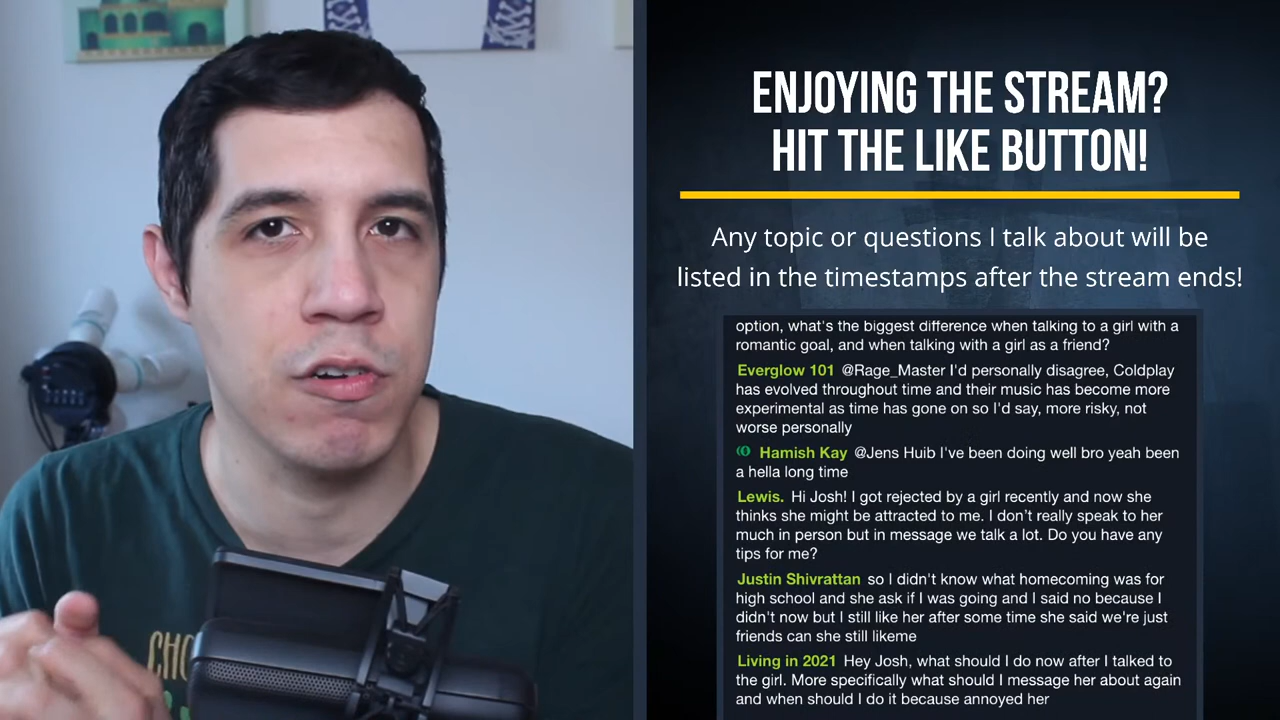 ENJOYING THE STREAM?
HIT THE LIKE BUTTON!
Any topic or questions I talk about will be
listed in the timestamps after the stream ends!
option, what's the biggest difference when talking to a girl with a
romantic goal, and when talking with a girl as a friend?
Everglow 101 @Rage_Master I'd personally disagree, Coldplay
has evolved throughout time and their music has become more
experimental as time has gone on so I'd say, more risky, not
worse personally
Hamish Kay @Jens Huib I've been doing well bro yeah been
a hella long time
Lewis. Hi Josh! I got rejected by a girl recently and now she
thinks she might be attracted to me. I don't really speak to her
much in person but in message we talk a lot. Do you have any
tips for me?
Justin Shivrattan so I didn't know what homecoming was for
high school and she ask if I was going and I said no because I
didn't now but I still like her after some time she said we're just
friends can she still likeme
Living in 2021 Hey Josh, what should I do now after I talked to
the girl. More specifically what should I message her about again
and when should I do it because annoyed her
CHO